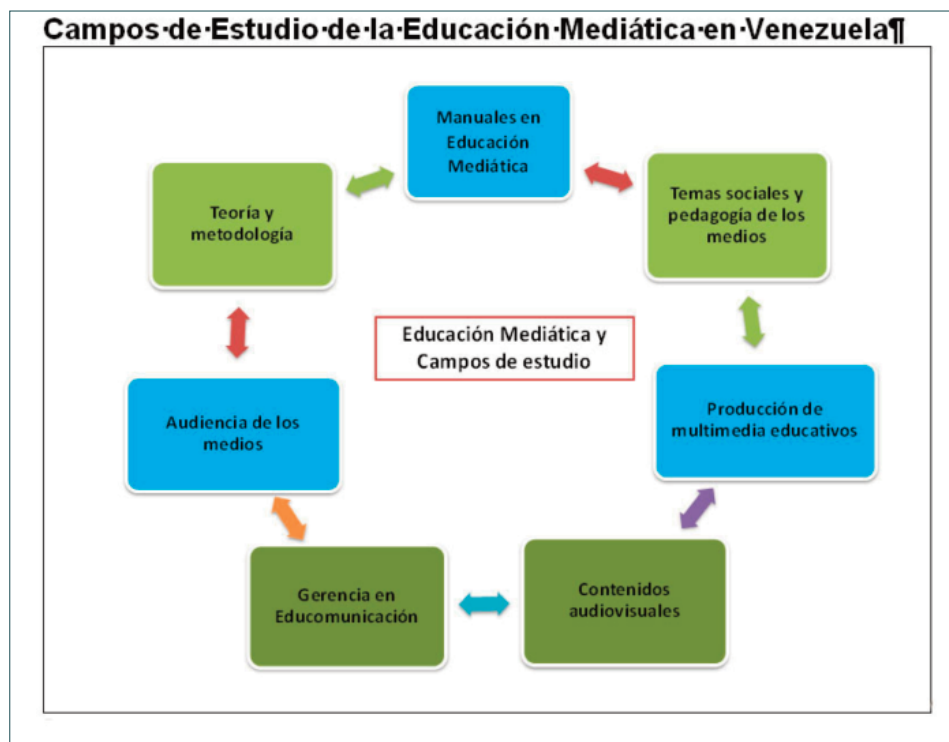 Campos·de·Estudio·de·la·Educación·Mediática·en·Venezuela¶
Manuales en
Educación
Mediática
Temas sociales y
pedagogía de los
medios
Teoría y
metodología
Educación Mediática y
Campos de estudio
Producción de
multimedia educativos
Audiencia de los
medios
Contenidos
audiovisuales
Gerencia en
Educomunicación